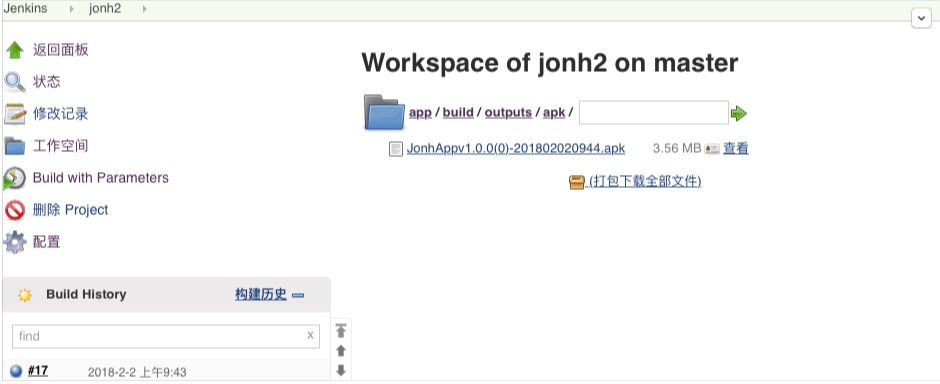 Jenkins jonh2
返回面板
状态
修改记录
工作空间
Build with Parameters
删除 Project
配置
Build History 构建历史
find x
#17 2018-2-2 上午9:43
Workspace of jonh2 on master
app / build / outputs / apk /
JonhAppv1.0.0(0)-201802020944.apk 3.56 MB 查看
(打包下载全部文件)